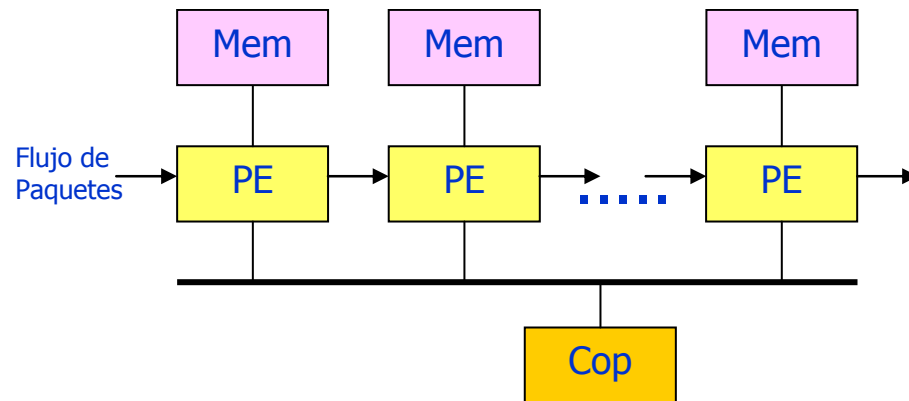 Mem
Mem
Mem
Flujo de
Paquetes
PE
PE
.....
PE
Cop